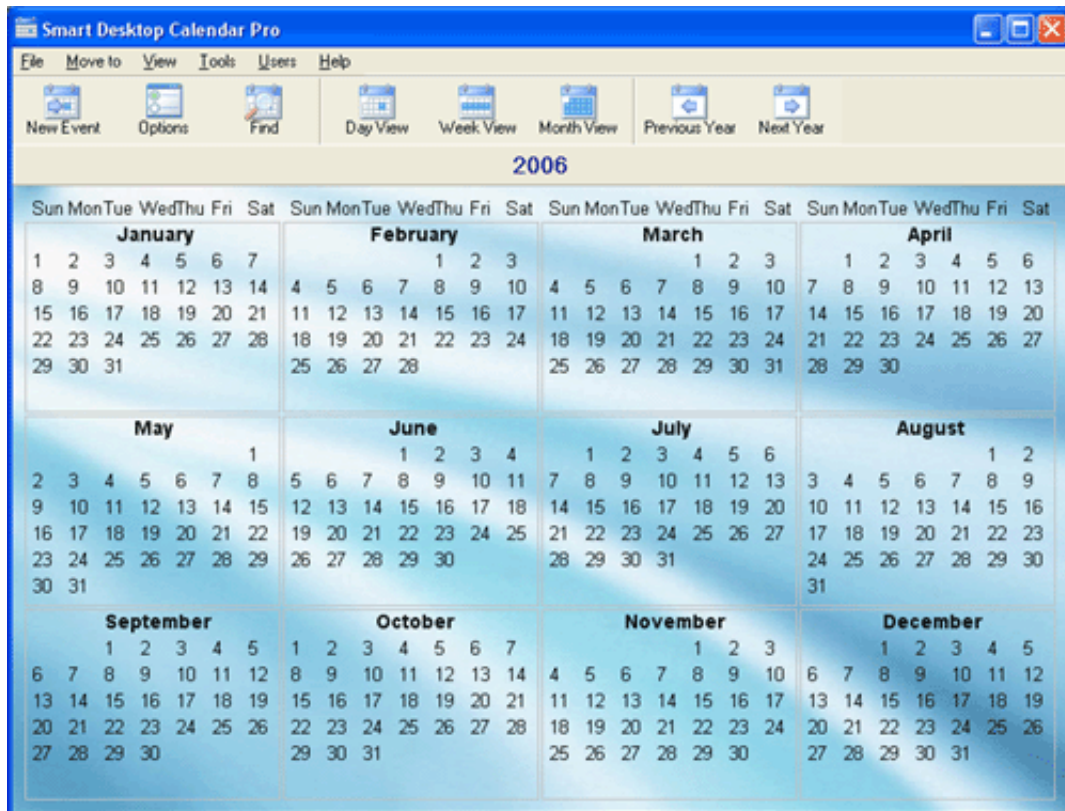 Smart Desktop Calendar Pro
File Move to View Tools Users Help
New Event Options Find Day View Week View Month View Previous Year Next Year
2006
Sun Mon Tue Wed Thu Fri Sat Sun Mon Tue Wed Thu Fri Sat Sun Mon Tue Wed Thu Fri Sat Sun Mon Tue Wed Thu Fri Sat
January February March April
1 2 3 4 5 6 7 1 2 3 1 2 3 1 2 3 4 5 6
8 9 10 11 12 13 14 4 5 6 7 8 9 10 4 5 6 7 8 9 10 7 8 9 10 11 12 13
15 16 17 18 19 20 21 11 12 13 14 15 16 17 11 12 13 14 15 16 17 14 15 16 17 18 19 20
22 23 24 25 26 27 28 18 19 20 21 22 23 24 18 19 20 21 22 23 24 21 22 23 24 25 26 27
29 30 31 25 26 27 28 25 26 27 28 29 30 31 28 29 30
May June July August
1 1 2 3 4 1 2 3 4 5 6 1 2
2 3 4 5 6 7 8 5 6 7 8 9 10 11 7 8 9 10 11 12 13 3 4 5 6 7 8 9
9 10 11 12 13 14 15 12 13 14 15 16 17 18 14 15 16 17 18 19 20 10 11 12 13 14 15 16
16 17 18 19 20 21 22 19 20 21 22 23 24 25 21 22 23 24 25 26 27 17 18 19 20 21 22 23
23 24 25 26 27 28 29 26 27 28 29 30 28 29 30 31 24 25 26 27 28 29 30
30 31 31
September October November December
1 2 3 4 5 1 2 3 4 5 6 7 1 2 3 1 2 3 4 5
6 7 8 9 10 11 12 8 9 10 11 12 13 14 4 5 6 7 8 9 10 6 7 8 9 10 11 12
13 14 15 16 17 18 19 15 16 17 18 19 20 21 11 12 13 14 15 16 17 13 14 15 16 17 18 19
20 21 22 23 24 25 26 22 23 24 25 26 27 28 18 19 20 21 22 23 24 20 21 22 23 24 25 26
27 28 29 30 29 30 31 25 26 27 28 29 30 27 28 29 30 31